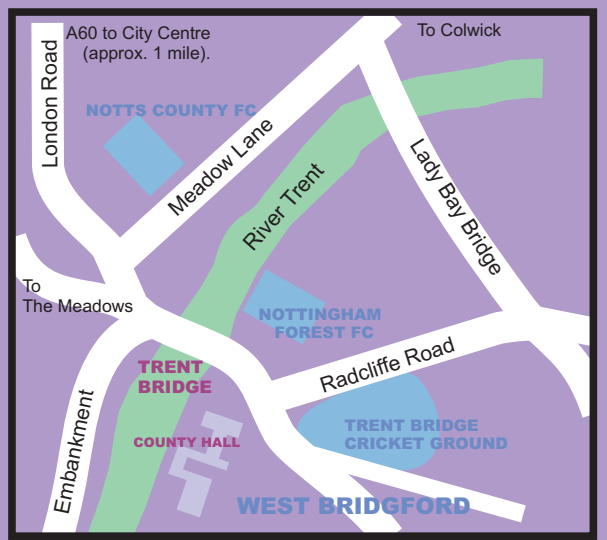 A60 to City Centre
(approx. 1 mile).
To Colwick
London Road
NOTTS COUNTY FC
Meadow Lane
River Trent
Lady Bay Bridge
To
The Meadows
NOTTINGHAM
FOREST FC
Radcliffe Road
TRENT
BRIDGE
Embankment
COUNTY HALL
TRENT BRIDGE
CRICKET GROUND
WEST BRIDGFORD